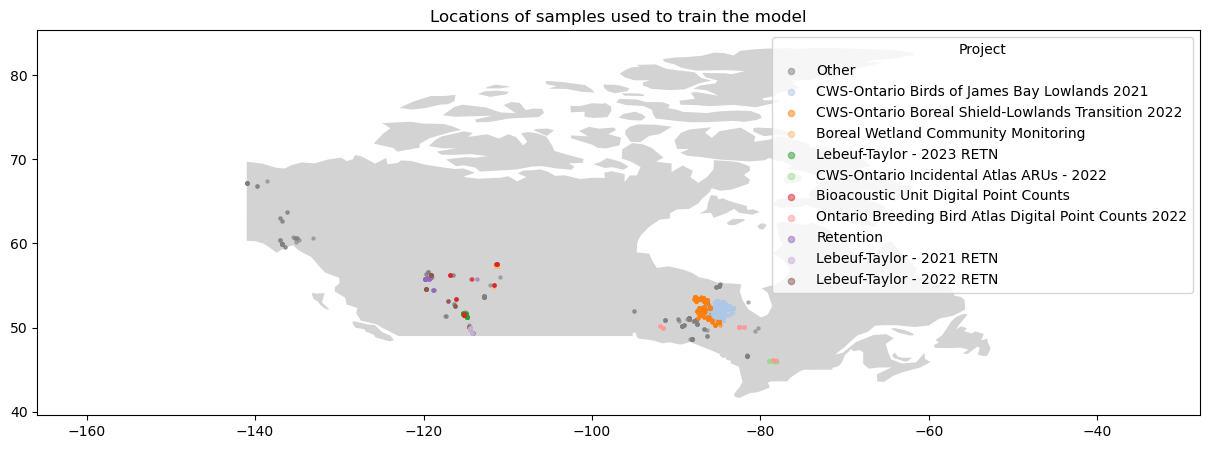 Locations of samples used to train the model
Project
Other
CWS-Ontario Birds of James Bay Lowlands 2021
CWS-Ontario Boreal Shield-Lowlands Transition 2022
Boreal Wetland Community Monitoring
Lebeuf-Taylor - 2023 RETN
CWS-Ontario Incidental Atlas ARUs - 2022
Bioacoustic Unit Digital Point Counts
Ontario Breeding Bird Atlas Digital Point Counts 2022
Retention
Lebeuf-Taylor - 2021 RETN
Lebeuf-Taylor - 2022 RETN
80
70
60
50
40
−160 −140 −120 −100 −80 −60 −40